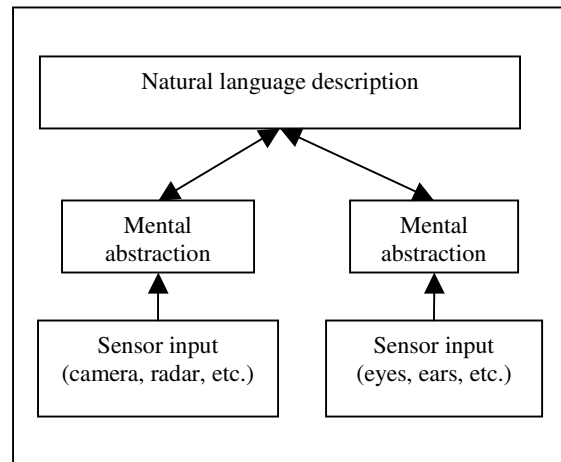 Natural language description
Mental
abstraction
Mental
abstraction
Sensor input
(camera, radar, etc.)
Sensor input
(eyes, ears, etc.)